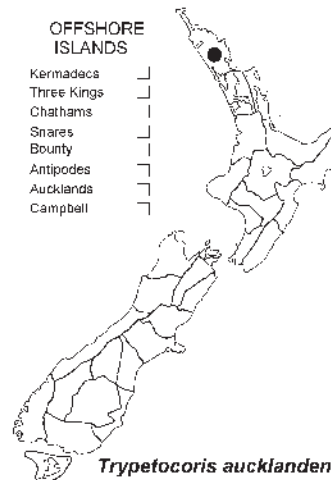 OFFSHORE
ISLANDS
Kermadecs
Three Kings
Chathams
Snares
Bounty
Antipodes
Aucklands
Campbell
Trypetocoris aucklanden